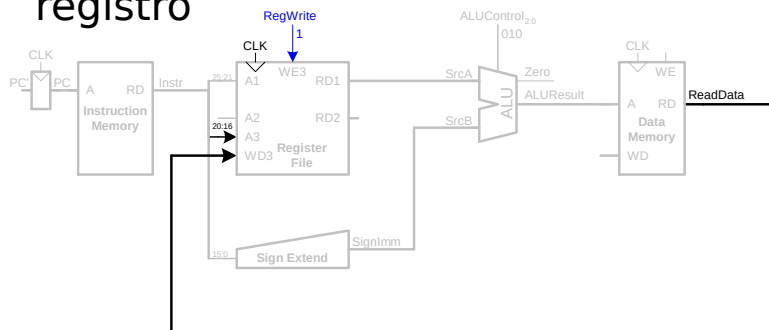 registro
RegWrite
1
ALUControl2:0
010
CLK
CLK
CLK
PC'
PC
A
RD
Instr
Instruction
Memory
25:21
A1
WE3
RD1
A2
RD2
20:16
A3
WD3
Register
File
SrcA
SrcB
ALU
Zero
ALUResult
WE
A
RD
ReadData
Data
Memory
WD
15:0
Sign Extend
SignImm